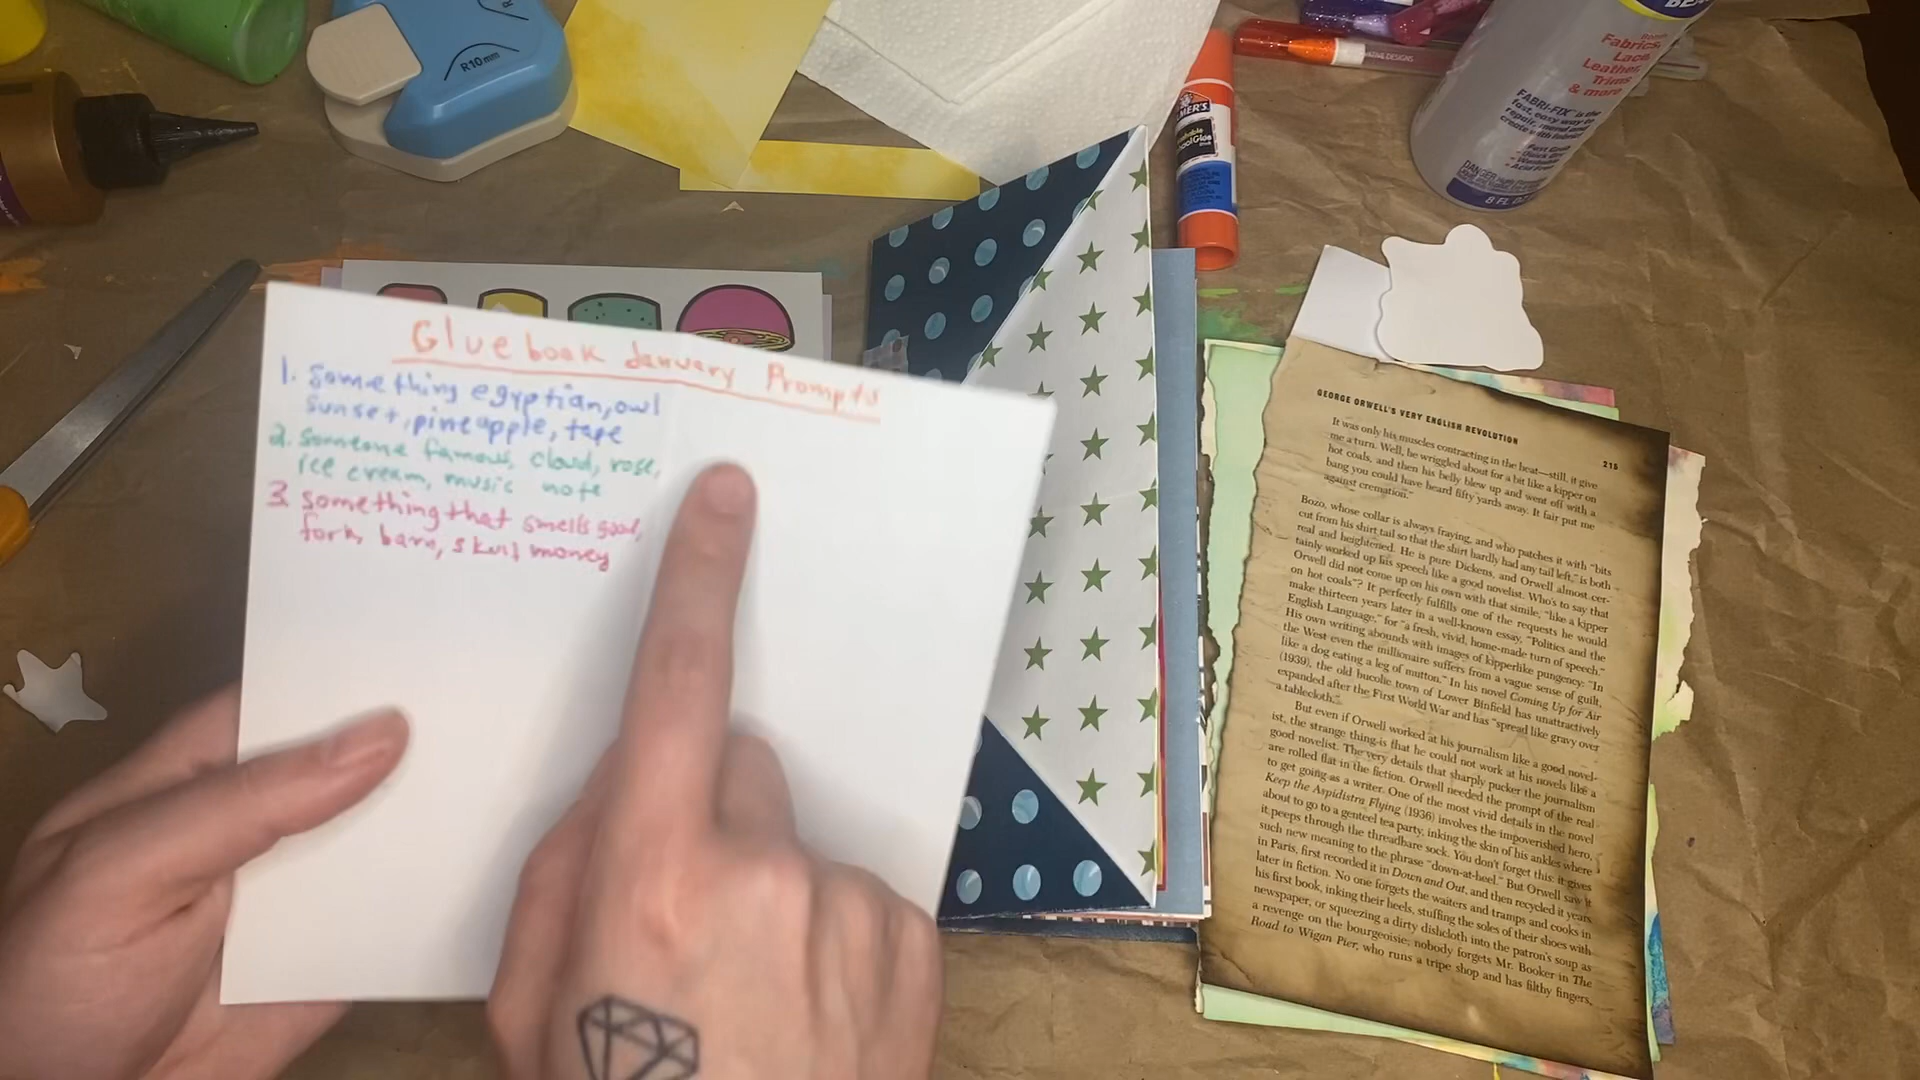 Gluebook January Prompts
1. Something egyptian, owl
sunset, pineapple, tape
2. Someone famous, cloud, rose,
ice cream, music note
3. something that smells good,
fork, barn, skull money
R10mm
ELMER'S
Fabrics,
Lace,
Leather,
Trims
& more
FABRI-FIX™ is the
fast, easy way to
repair, mend and
8 FL OZ
GEORGE ORWELL'S VERY ENGLISH REVOLUTION
215
It was only his muscles contracting in the heat—still, it give
me a turn. Well, he wriggled about for a bit like a kipper on
hot coals, and then his belly blew up and went off with a
bang you could have heard fifty yards away. It fair put me
against cremation."
Bozo, whose collar is always fraying, and who patches it with "bits
cut from his shirt tail so that the shirt hardly had any tail left," is both
real and heightened. He is pure Dickens, and Orwell almost cer-
tainly worked up his speech like a good novelist. Who's to say that
Orwell did not come up on his own with that simile, "like a kipper
on hot coals"? It perfectly fulfills one of the requests he would
make thirteen years later in a well-known essay, "Politics and the
English Language," for "a fresh, vivid, home-made turn of speech."
His own writing abounds with images of kipperlike pungency: "In
the West even the millionaire suffers from a vague sense of guilt,
like a dog eating a leg of mutton." In his novel Coming Up for Air
(1939), the old bucolic town of Lower Binfield has unattractively
expanded after the First World War and has "spread like gravy over
a tablecloth."
But even if Orwell worked at his journalism like a good novel-
ist, the strange thing is that he could not work at his novels like a
good novelist. The very details that sharply pucker the journalism
are rolled flat in the fiction. Orwell needed the prompt of the real
to get going as a writer. One of the most vivid details in the novel
Keep the Aspidistra Flying (1936) involves the impoverished hero,
about to go to a genteel tea party, inking the skin of his ankles where
it peeps through the threadbare sock. You don't forget this: it gives
such new meaning to the phrase "down-at-heel." But Orwell saw it
in Paris, first recorded it in Down and Out, and then recycled it years
later in fiction. No one forgets the waiters and tramps and cooks in
his first book, inking their heels, stuffing the soles of their shoes with
newspaper, or squeezing a dirty dishcloth into the patron's soup as
a revenge on the bourgeoisie; nobody forgets Mr. Booker in The
Road to Wigan Pier, who runs a tripe shop and has filthy fingers,